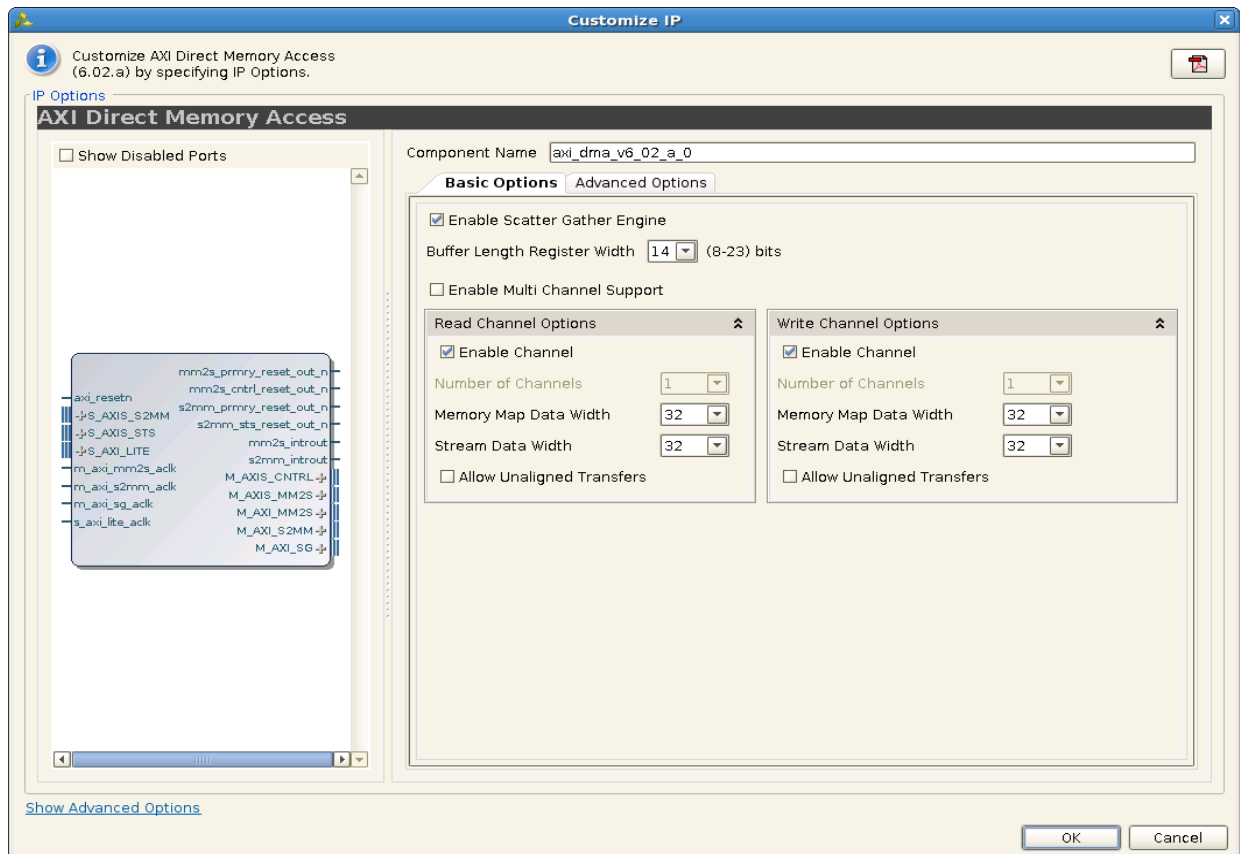 Customize IP
Customize AXI Direct Memory Access
(6.02.a) by specifying IP Options.
IP Options
AXI Direct Memory Access
Show Disabled Ports
axi_resetn
S_AXIS_S2MM
S_AXIS_STS
S_AXI_LITE
m_axi_mm2s_aclk
m_axi_s2mm_aclk
m_axi_sg_aclk
s_axi_lite_aclk
mm2s_prmry_reset_out_n
mm2s_cntrl_reset_out_n
s2mm_prmry_reset_out_n
s2mm_sts_reset_out_n
mm2s_introut
s2mm_introut
M_AXIS_CNTRL
M_AXIS_MM2S
M_AXI_MM2S
M_AXI_S2MM
M_AXI_SG
Component Name axi_dma_v6_02_a_0
Basic Options Advanced Options
Enable Scatter Gather Engine
Buffer Length Register Width 14 (8-23) bits
Enable Multi Channel Support
Read Channel Options
Enable Channel
Number of Channels 1
Memory Map Data Width 32
Stream Data Width 32
Allow Unaligned Transfers
Write Channel Options
Enable Channel
Number of Channels 1
Memory Map Data Width 32
Stream Data Width 32
Allow Unaligned Transfers
Show Advanced Options
OK Cancel